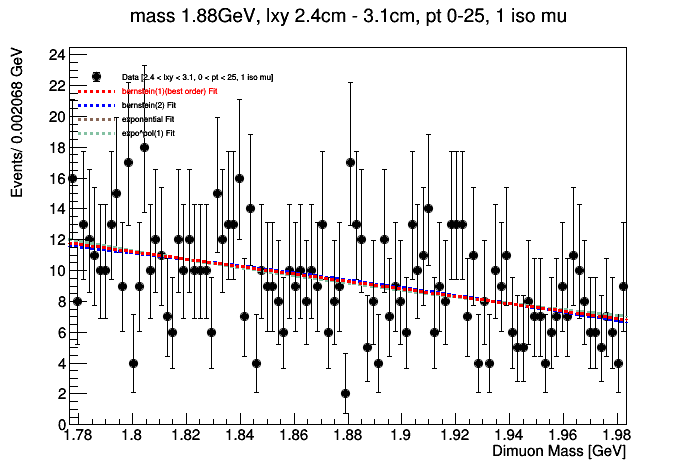 mass 1.88GeV, lxy 2.4cm - 3.1cm, pt 0-25, 1 iso mu
Events/ 0.002068 GeV
24
22
20
18
16
14
12
10
8
6
4
2
0
Data [2.4 < lxy < 3.1, 0 < pt < 25, 1 iso mu]
bernstein(1)(best order) Fit
bernstein(2) Fit
exponential Fit
expo*pol(1) Fit
1.78 1.8 1.82 1.84 1.86 1.88 1.9 1.92 1.94 1.96 1.98
Dimuon Mass [GeV]